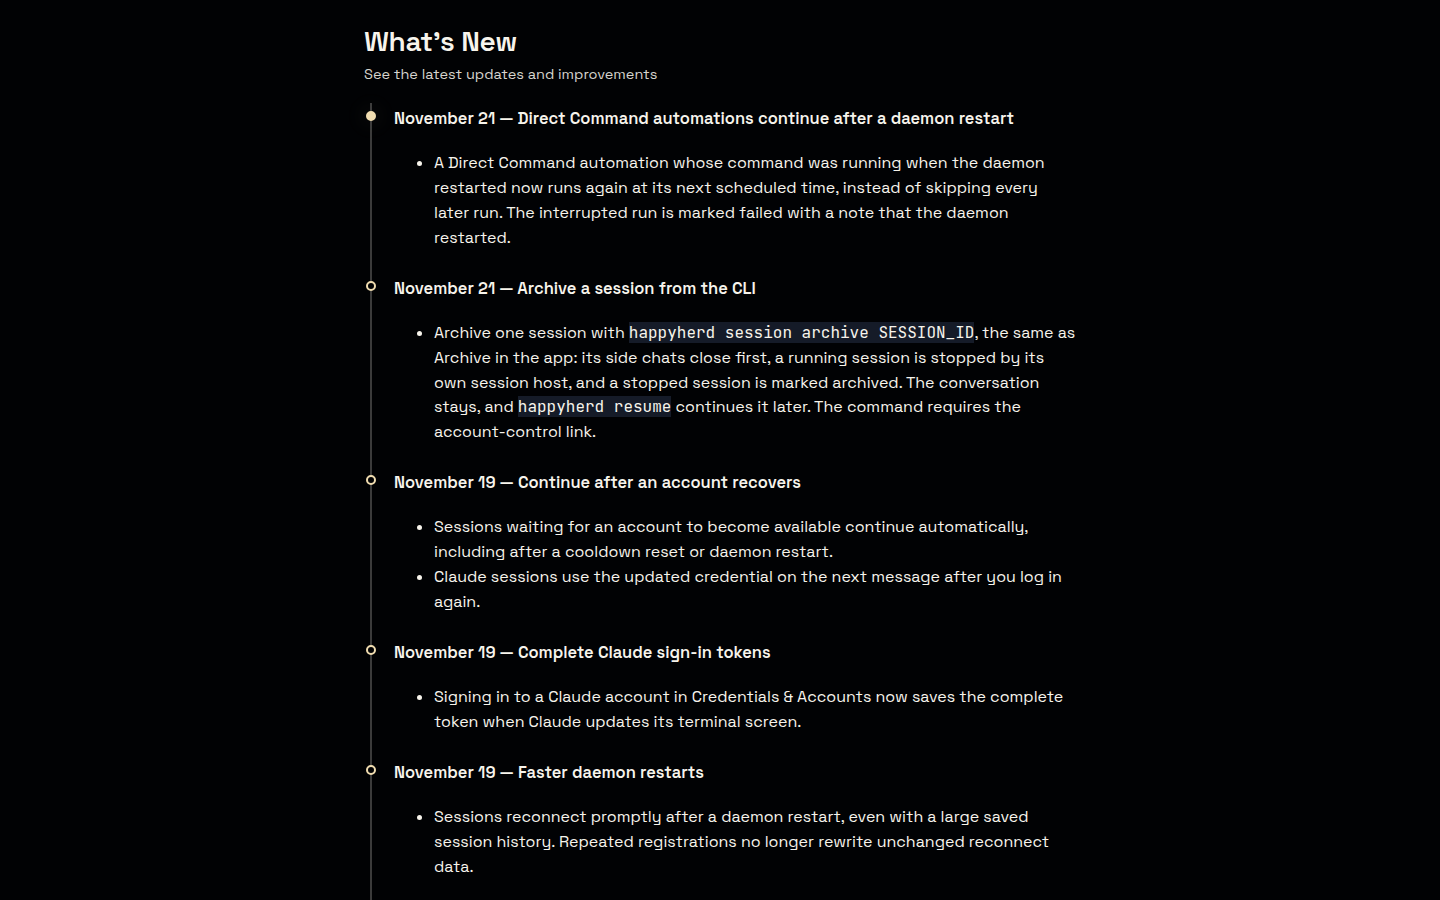 What's New
See the latest updates and improvements
November 21 — Direct Command automations continue after a daemon restart
• A Direct Command automation whose command was running when the daemon
restarted now runs again at its next scheduled time, instead of skipping every
later run. The interrupted run is marked failed with a note that the daemon
restarted.
November 21 — Archive a session from the CLI
• Archive one session with happyherd session archive SESSION_ID, the same as
Archive in the app: its side chats close first, a running session is stopped by its
own session host, and a stopped session is marked archived. The conversation
stays, and happyherd resume continues it later. The command requires the
account-control link.
November 19 — Continue after an account recovers
• Sessions waiting for an account to become available continue automatically,
including after a cooldown reset or daemon restart.
• Claude sessions use the updated credential on the next message after you log in
again.
November 19 — Complete Claude sign-in tokens
• Signing in to a Claude account in Credentials & Accounts now saves the complete
token when Claude updates its terminal screen.
November 19 — Faster daemon restarts
• Sessions reconnect promptly after a daemon restart, even with a large saved
session history. Repeated registrations no longer rewrite unchanged reconnect
data.